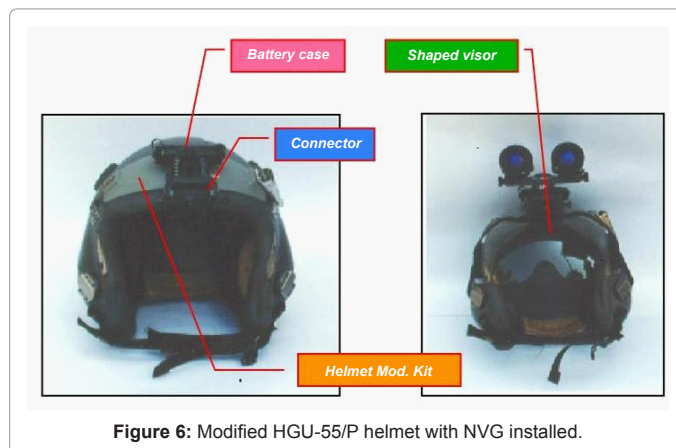 Battery case
Shaped visor
Connector
Helmet Mod. Kit
Figure 6: Modified HGU-55/P helmet with NVG installed.